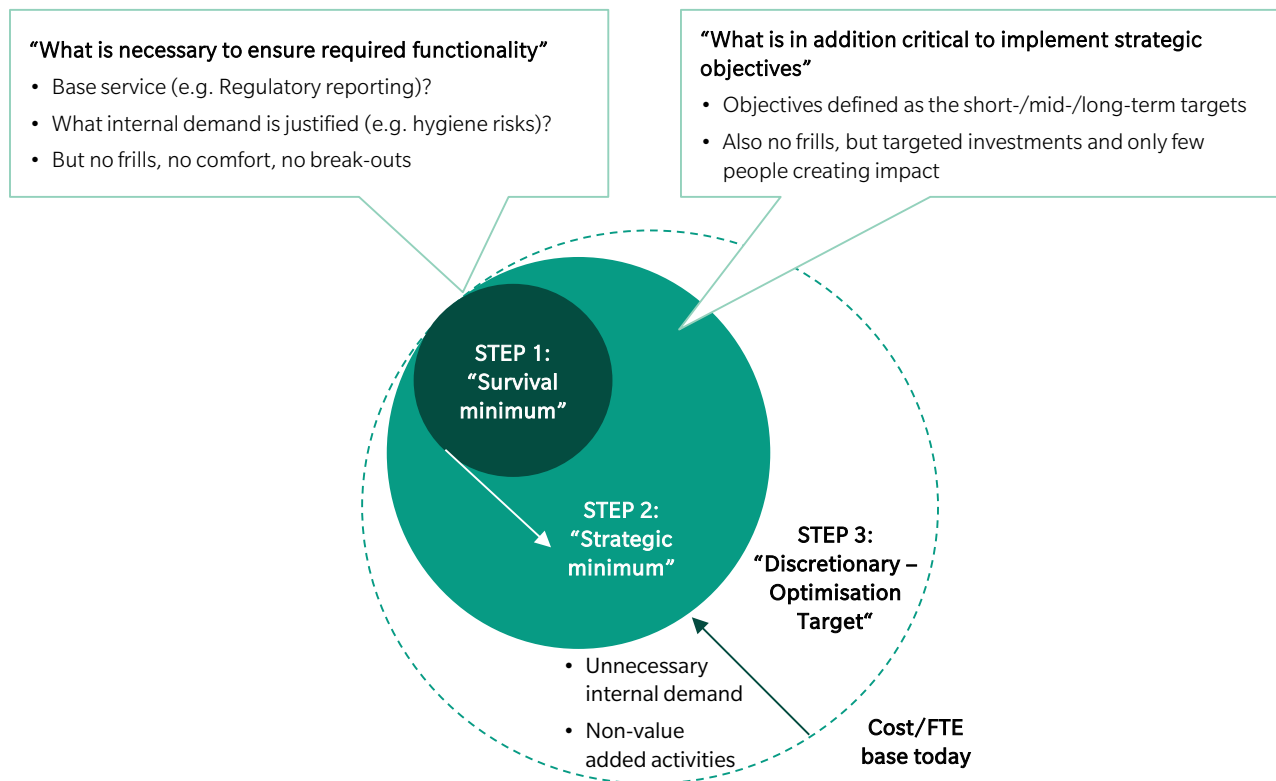 “What is necessary to ensure required functionality”
• Base service (e.g. Regulatory reporting)?
• What internal demand is justified (e.g. hygiene risks)?
• But no frills, no comfort, no break-outs
“What is in addition critical to implement strategic
objectives”
• Objectives defined as the short-/mid-/long-term targets
• Also no frills, but targeted investments and only few
people creating impact
STEP 1:
“Survival
minimum”
STEP 2:
“Strategic
minimum”
STEP 3:
“Discretionary –
Optimisation
Target“
• Unnecessary
internal demand
• Non-value
added activities
Cost/FTE
base today